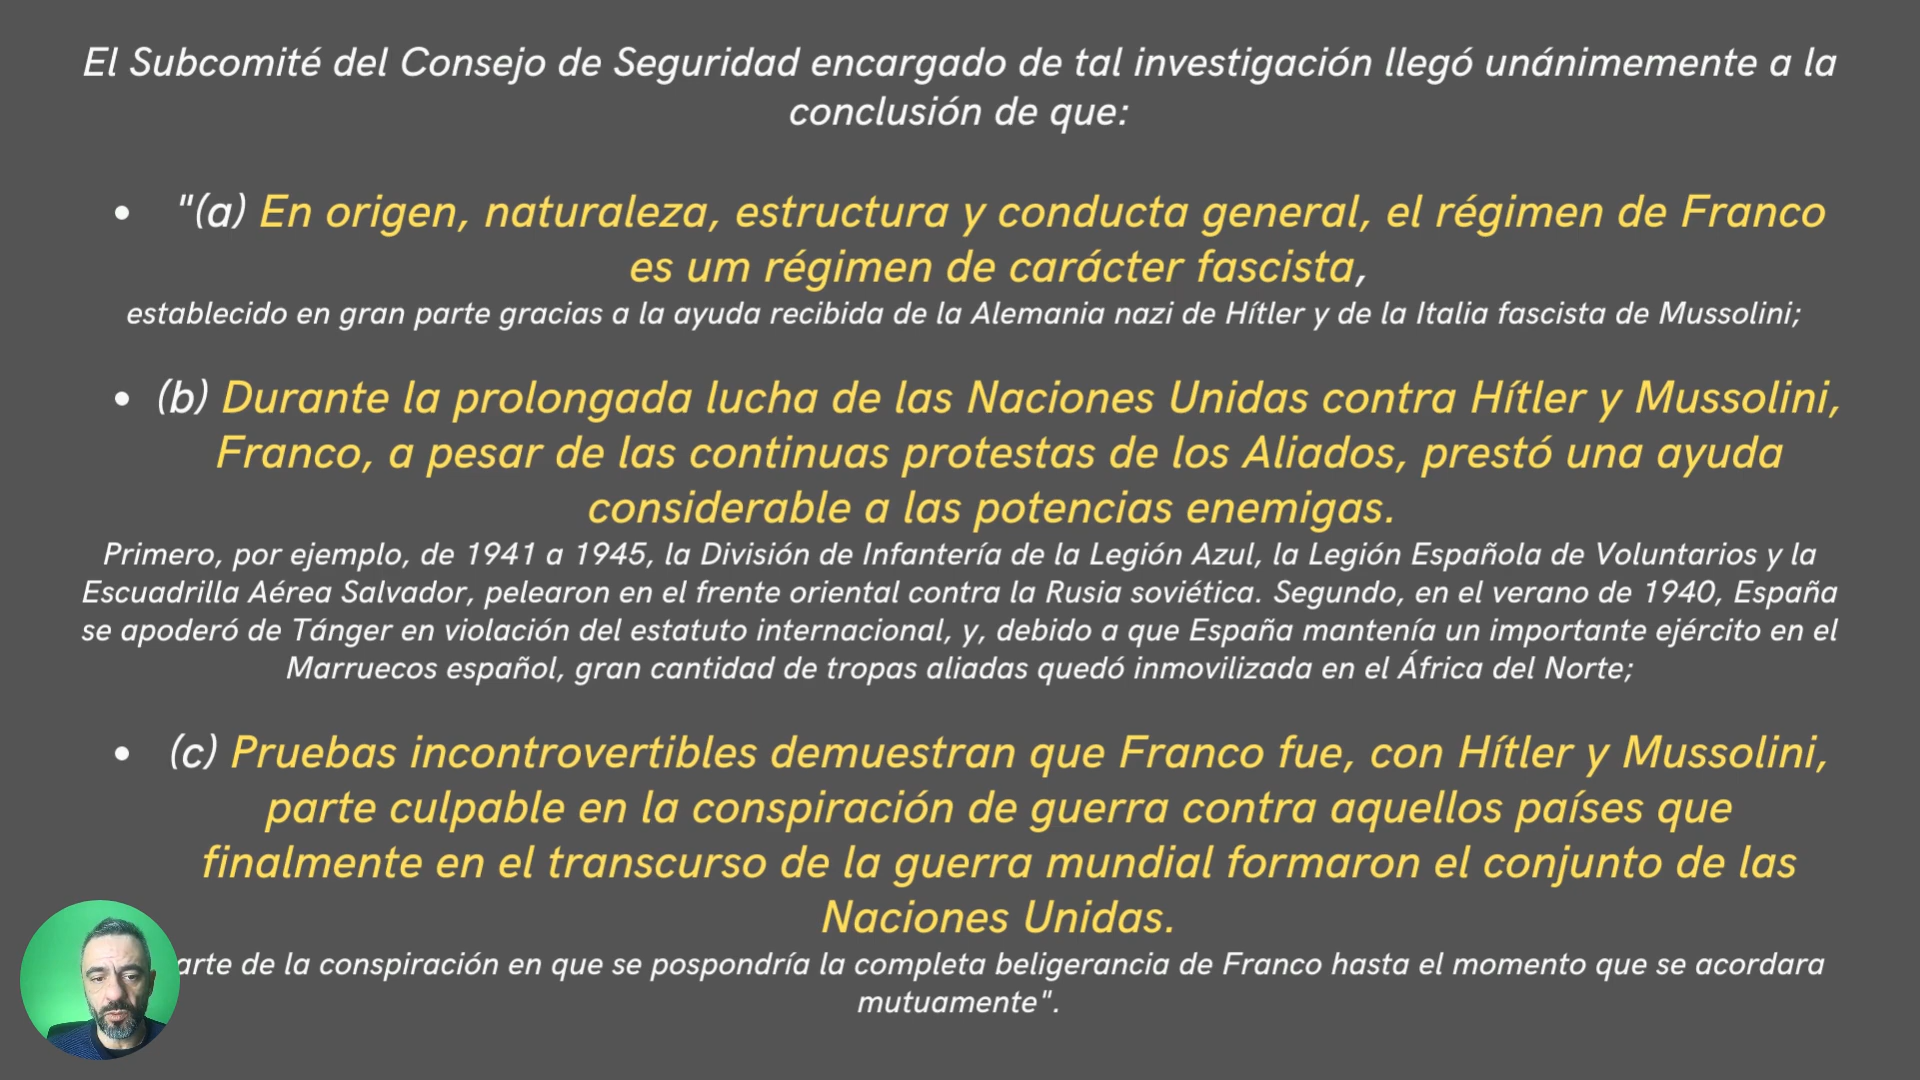 El Subcomité del Consejo de Seguridad encargado de tal investigación llegó unánimemente a la
conclusión de que:
• "(a) En origen, naturaleza, estructura y conducta general, el régimen de Franco
es um régimen de carácter fascista,
establecido en gran parte gracias a la ayuda recibida de la Alemania nazi de Hítler y de la Italia fascista de Mussolini;
• (b) Durante la prolongada lucha de las Naciones Unidas contra Hítler y Mussolini,
Franco, a pesar de las continuas protestas de los Aliados, prestó una ayuda
considerable a las potencias enemigas.
Primero, por ejemplo, de 1941 a 1945, la División de Infantería de la Legión Azul, la Legión Española de Voluntarios y la
Escuadrilla Aérea Salvador, pelearon en el frente oriental contra la Rusia soviética. Segundo, en el verano de 1940, España
se apoderó de Tánger en violación del estatuto internacional, y, debido a que España mantenía un importante ejército en el
Marruecos español, gran cantidad de tropas aliadas quedó inmovilizada en el África del Norte;
• (c) Pruebas incontrovertibles demuestran que Franco fue, con Hítler y Mussolini,
parte culpable en la conspiración de guerra contra aquellos países que
finalmente en el transcurso de la guerra mundial formaron el conjunto de las
Naciones Unidas.
arte de la conspiración en que se pospondría la completa beligerancia de Franco hasta el momento que se acordara
mutuamente".